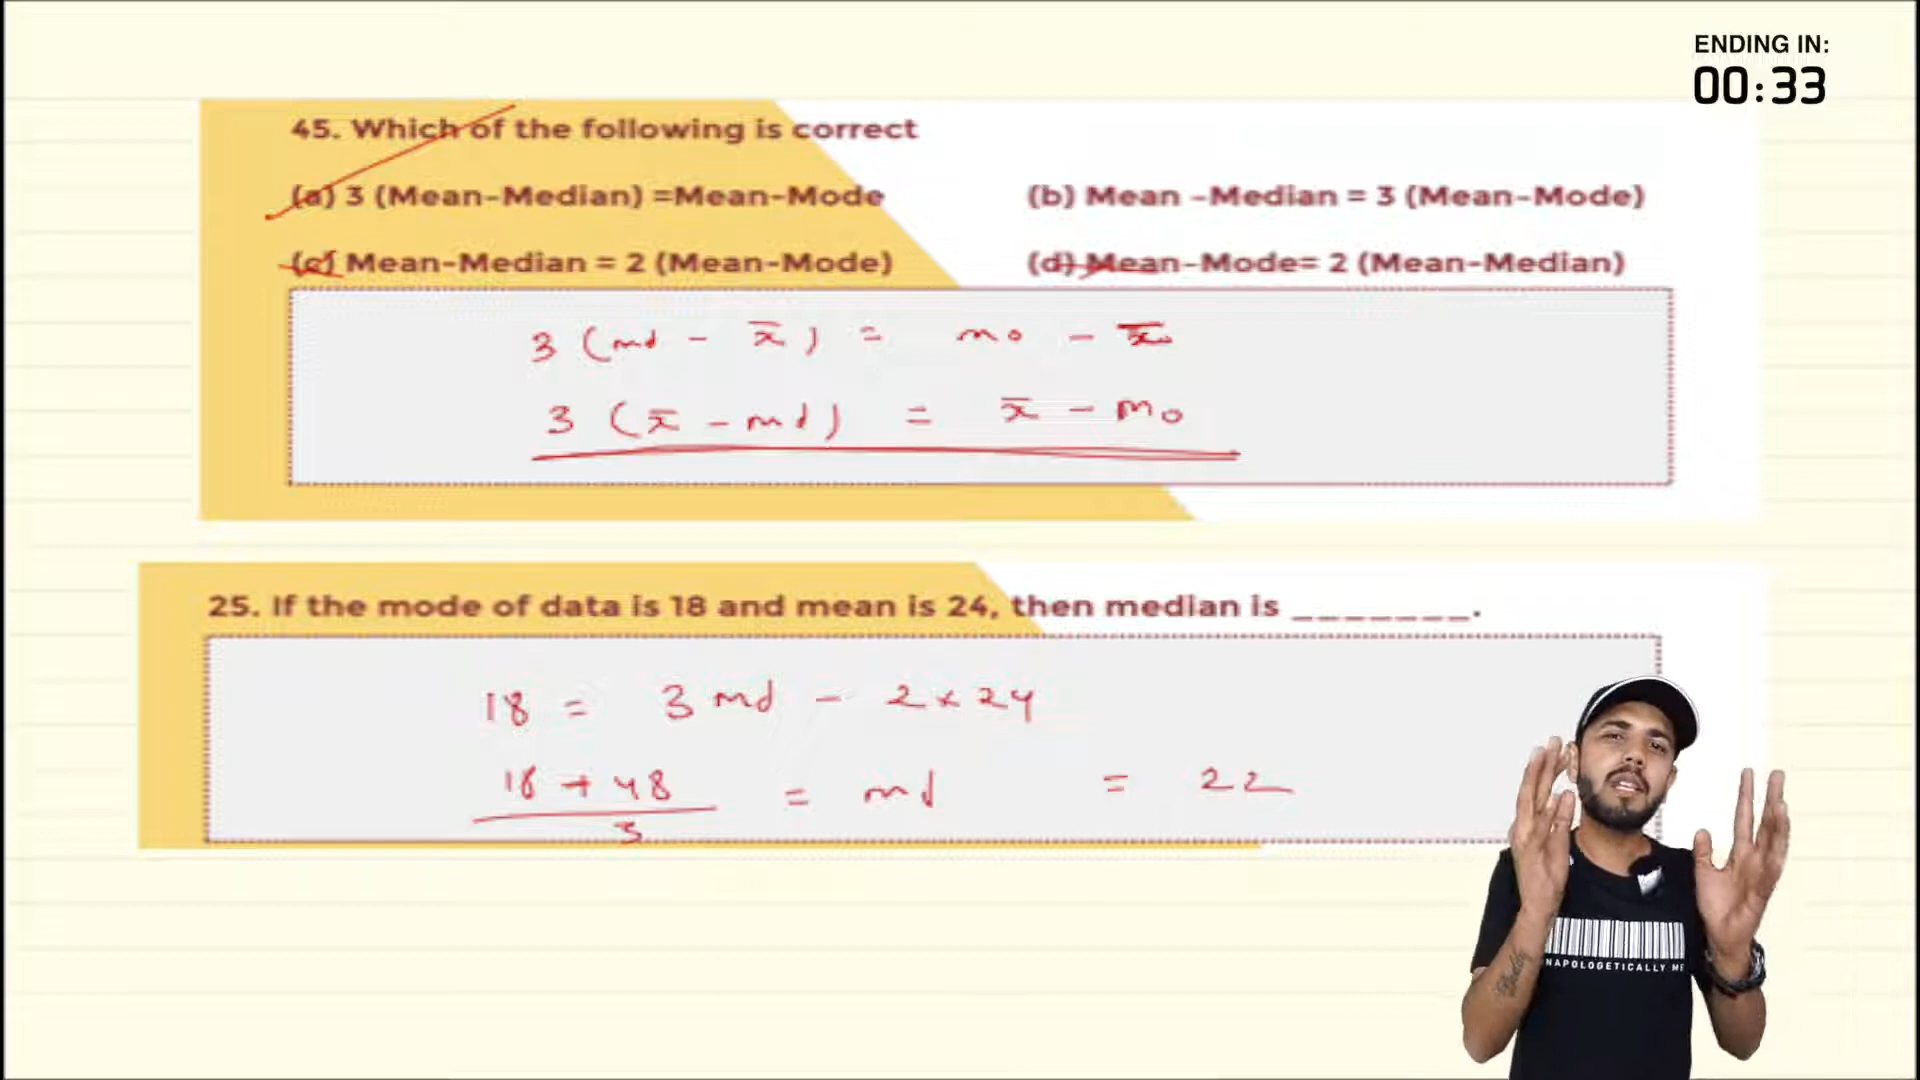 ENDING IN:
00:33
45. Which of the following is correct
(a) 3 (Mean-Median) =Mean-Mode
(b) Mean -Median = 3 (Mean-Mode)
(c) Mean-Median = 2 (Mean-Mode)
(d) Mean-Mode= 2 (Mean-Median)
3 (md - x̄) = mo - x̄
3 (x̄ - md) = x̄ - mo
25. If the mode of data is 18 and mean is 24, then median is _______.
18 = 3 md - 2 x 24
18 + 48 = md = 22
3
NAPOLOGETICALLY ME